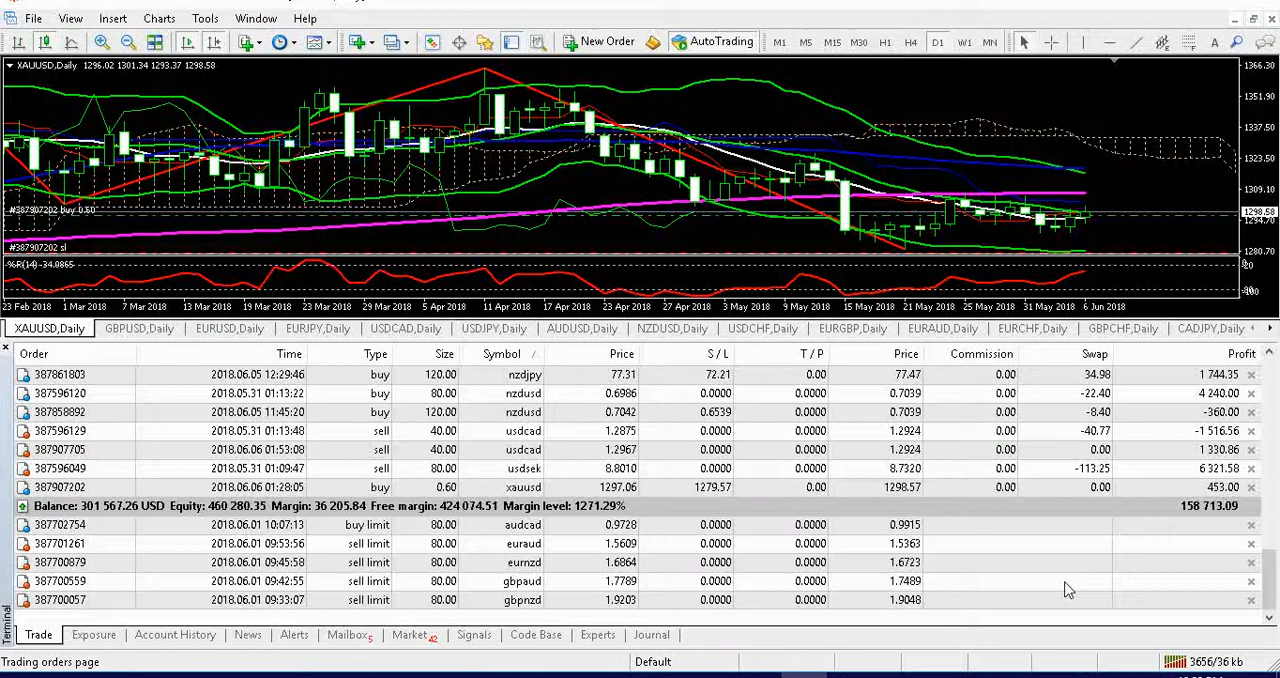 File View Insert Charts Tools Window Help
New Order AutoTrading M1 M5 M15 M30 H1 H4 D1 W1 MN A
XAUUSD,Daily 1296.02 1301.34 1293.37 1298.58
1366.30
1351.90
1337.50
1323.50
1309.10
#387907202 buy 0.60
1298.58
#387907202 sl
1280.70
%R(14) -34.0865
23 Feb 2018 1 Mar 2018 7 Mar 2018 13 Mar 2018 19 Mar 2018 23 Mar 2018 29 Mar 2018 5 Apr 2018 11 Apr 2018 17 Apr 2018 23 Apr 2018 27 Apr 2018 3 May 2018 9 May 2018 15 May 2018 21 May 2018 25 May 2018 31 May 2018 6 Jun 2018
XAUUSD,Daily GBPUSD,Daily EURUSD,Daily EURJPY,Daily USDCAD,Daily USDJPY,Daily AUDUSD,Daily NZDUSD,Daily USDCHF,Daily EURGBP,Daily EURAUD,Daily EURCHF,Daily GBPCHF,Daily CADJPY,Daily
Order Time Type Size Symbol / Price S / L T / P Price Commission Swap Profit
387861803 2018.06.05 12:29:46 buy 120.00 nzdjpy 77.31 72.21 0.00 77.47 0.00 34.98 1 744.35
387596120 2018.05.31 01:13:22 buy 80.00 nzdusd 0.6986 0.0000 0.0000 0.7039 0.00 -22.40 4 240.00
387858892 2018.06.05 11:45:20 buy 120.00 nzdusd 0.7042 0.6539 0.0000 0.7039 0.00 -8.40 -360.00
387596129 2018.05.31 01:13:48 sell 40.00 usdcad 1.2875 0.0000 0.0000 1.2924 0.00 -40.77 -1 516.56
387907705 2018.06.06 01:53:08 sell 40.00 usdcad 1.2967 0.0000 0.0000 1.2924 0.00 0.00 1 330.86
387596049 2018.05.31 01:09:47 sell 80.00 usdsek 8.8010 0.0000 0.0000 8.7320 0.00 -113.25 6 321.58
387907202 2018.06.06 01:28:05 buy 0.60 xauusd 1297.06 1279.57 0.00 1298.57 0.00 0.00 453.00
Balance: 301 567.26 USD Equity: 460 280.35 Margin: 36 205.84 Free margin: 424 074.51 Margin level: 1271.29% 158 713.09
387702754 2018.06.01 10:07:13 buy limit 80.00 audcad 0.9728 0.0000 0.0000 0.9915
387701261 2018.06.01 09:53:56 sell limit 80.00 euraud 1.5609 0.0000 0.0000 1.5363
387700879 2018.06.01 09:45:58 sell limit 80.00 eurnzd 1.6864 0.0000 0.0000 1.6723
387700559 2018.06.01 09:42:55 sell limit 80.00 gbpaud 1.7789 0.0000 0.0000 1.7489
387700057 2018.06.01 09:33:07 sell limit 80.00 gbpnzd 1.9203 0.0000 0.0000 1.9048
Terminal
Trade Exposure Account History News Alerts Mailbox 5 Market 42 Signals Code Base Experts Journal
Trading orders page Default 3656/36 kb